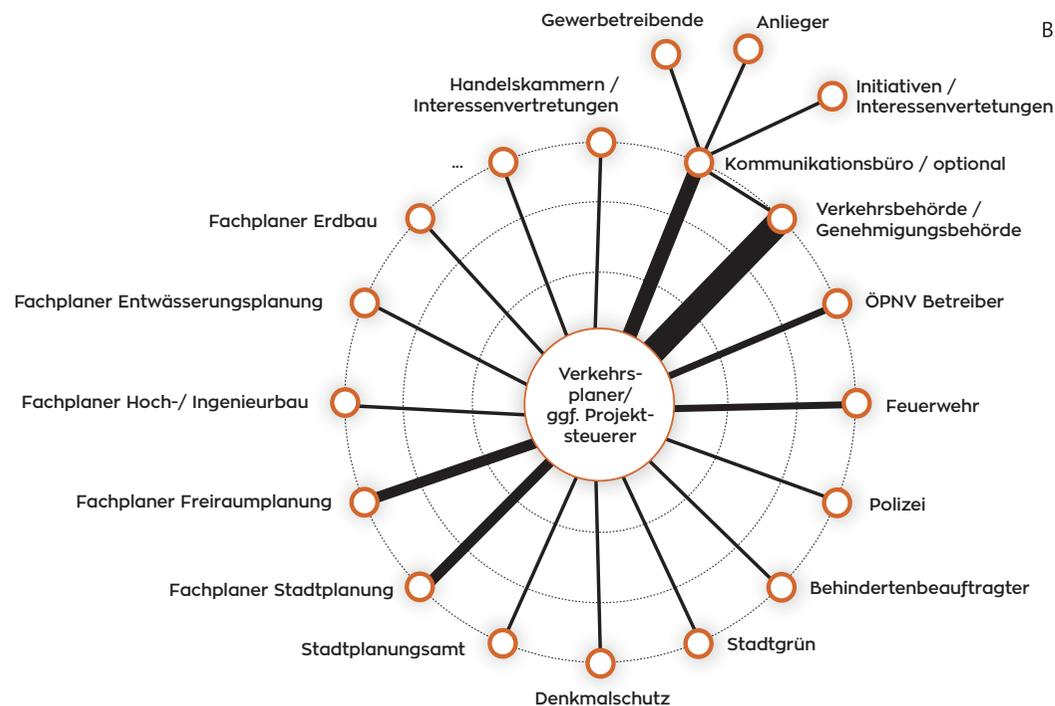 Gewerbetreibende
Anlieger
B
Handelskammern /
Interessenvertretungen
Initiativen /
Interessenvertetungen
...
Kommunikationsbüro / optional
Fachplaner Erdbau
Verkehrsbehörde /
Genehmigungsbehörde
Fachplaner Entwässerungsplanung
ÖPNV Betreiber
Verkehrs-
planer/
ggf. Projekt-
steuerer
Fachplaner Hoch-/ Ingenieurbau
Feuerwehr
Fachplaner Freiraumplanung
Polizei
Fachplaner Stadtplanung
Behindertenbeauftragter
Stadtplanungsamt
Stadtgrün
Denkmalschutz